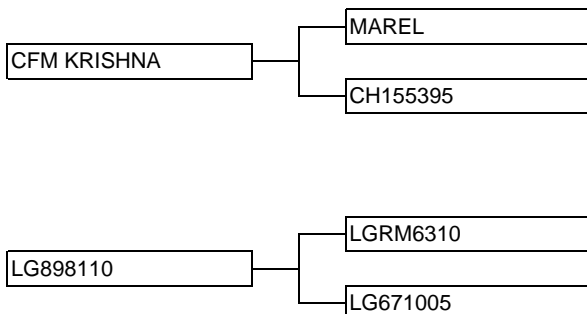 MAREL
CFM KRISHNA
CH155395
LGRM6310
LG898110
LG671005